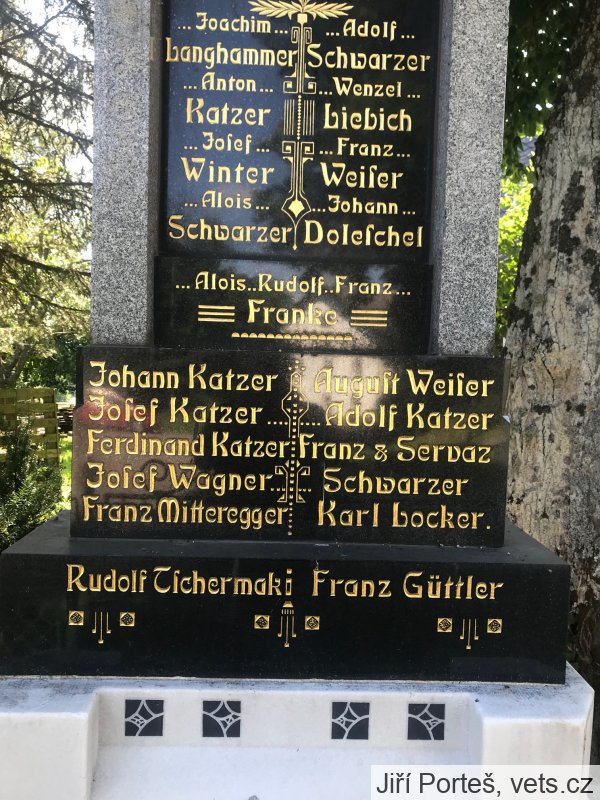 ... Joachim ... ... Adolf ...
Langhammer Schwarzer
... Anton ... ... Wenzel ...
Katzer Liebich
... Joſef ... ... Franz ...
Winter Weiſer
... Alois ... ... Johann ...
Schwarzer Doleſchel
... Alois .. Rudolf .. Franz ...
Franke
Johann Katzer August Weiſer
Joſef Katzer .... Adolf Katzer
Ferdinand Katzer Franz & Servaz
Joſef Wagner ... Schwarzer
Franz Mitteregger Karl Locker.
Rudolf Tſchermak Franz Güttler
Jiří Porteš, vets.cz